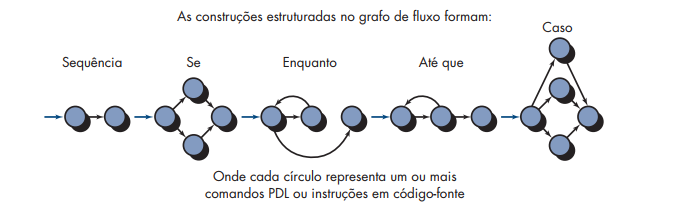 As construções estruturadas no grafo de fluxo formam:
Caso
Sequência Se Enquanto Até que
Onde cada círculo representa um ou mais
comandos PDL ou instruções em código-fonte